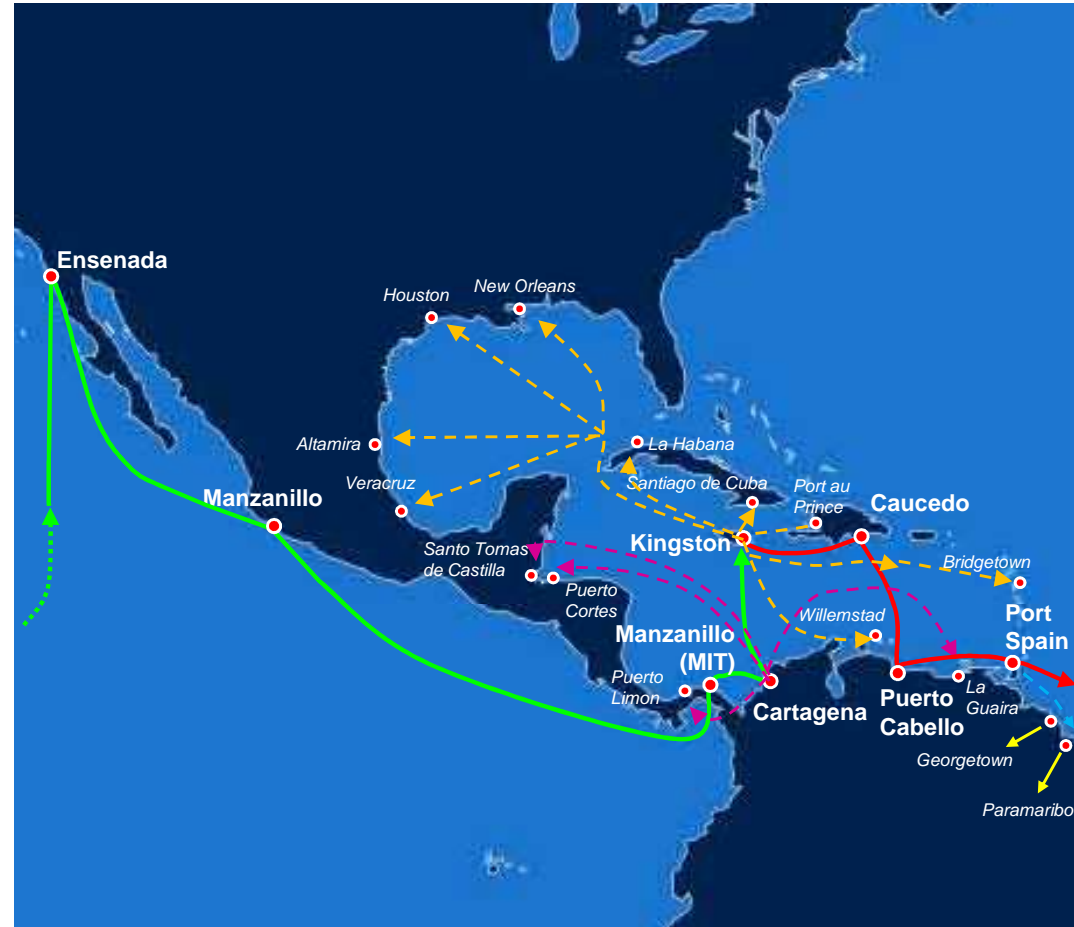 Ensenada
New Orleans
Houston
Altamira
La Habana
Veracruz
Santiago de Cuba
Port au
Prince
Manzanillo
Caucedo
Kingston
Santo Tomas
de Castilla
Bridgetown
Puerto
Cortes
Willemstad
Port
Spain
Manzanillo
(MIT)
Puerto
Limon
La
Guaira
Cartagena
Puerto
Cabello
Georgetown
Paramaribo